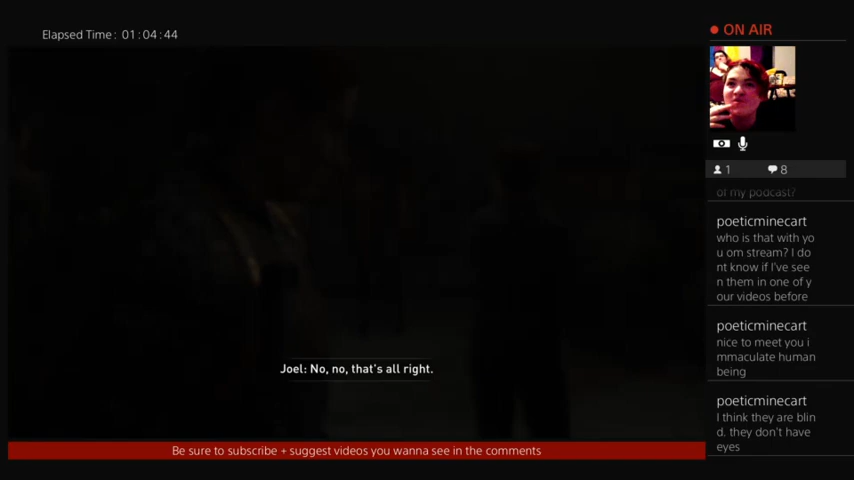 Elapsed Time: 01:04:44
ON AIR
1
8
of my podcast?
poeticminecart
who is that with yo
u om stream? I do
nt know if I've see
n them in one of y
our videos before
poeticminecart
nice to meet you i
mmaculate human
being
poeticminecart
I think they are blin
d. they don't have
eyes
Joel: No, no, that's all right.
Be sure to subscribe + suggest videos you wanna see in the comments